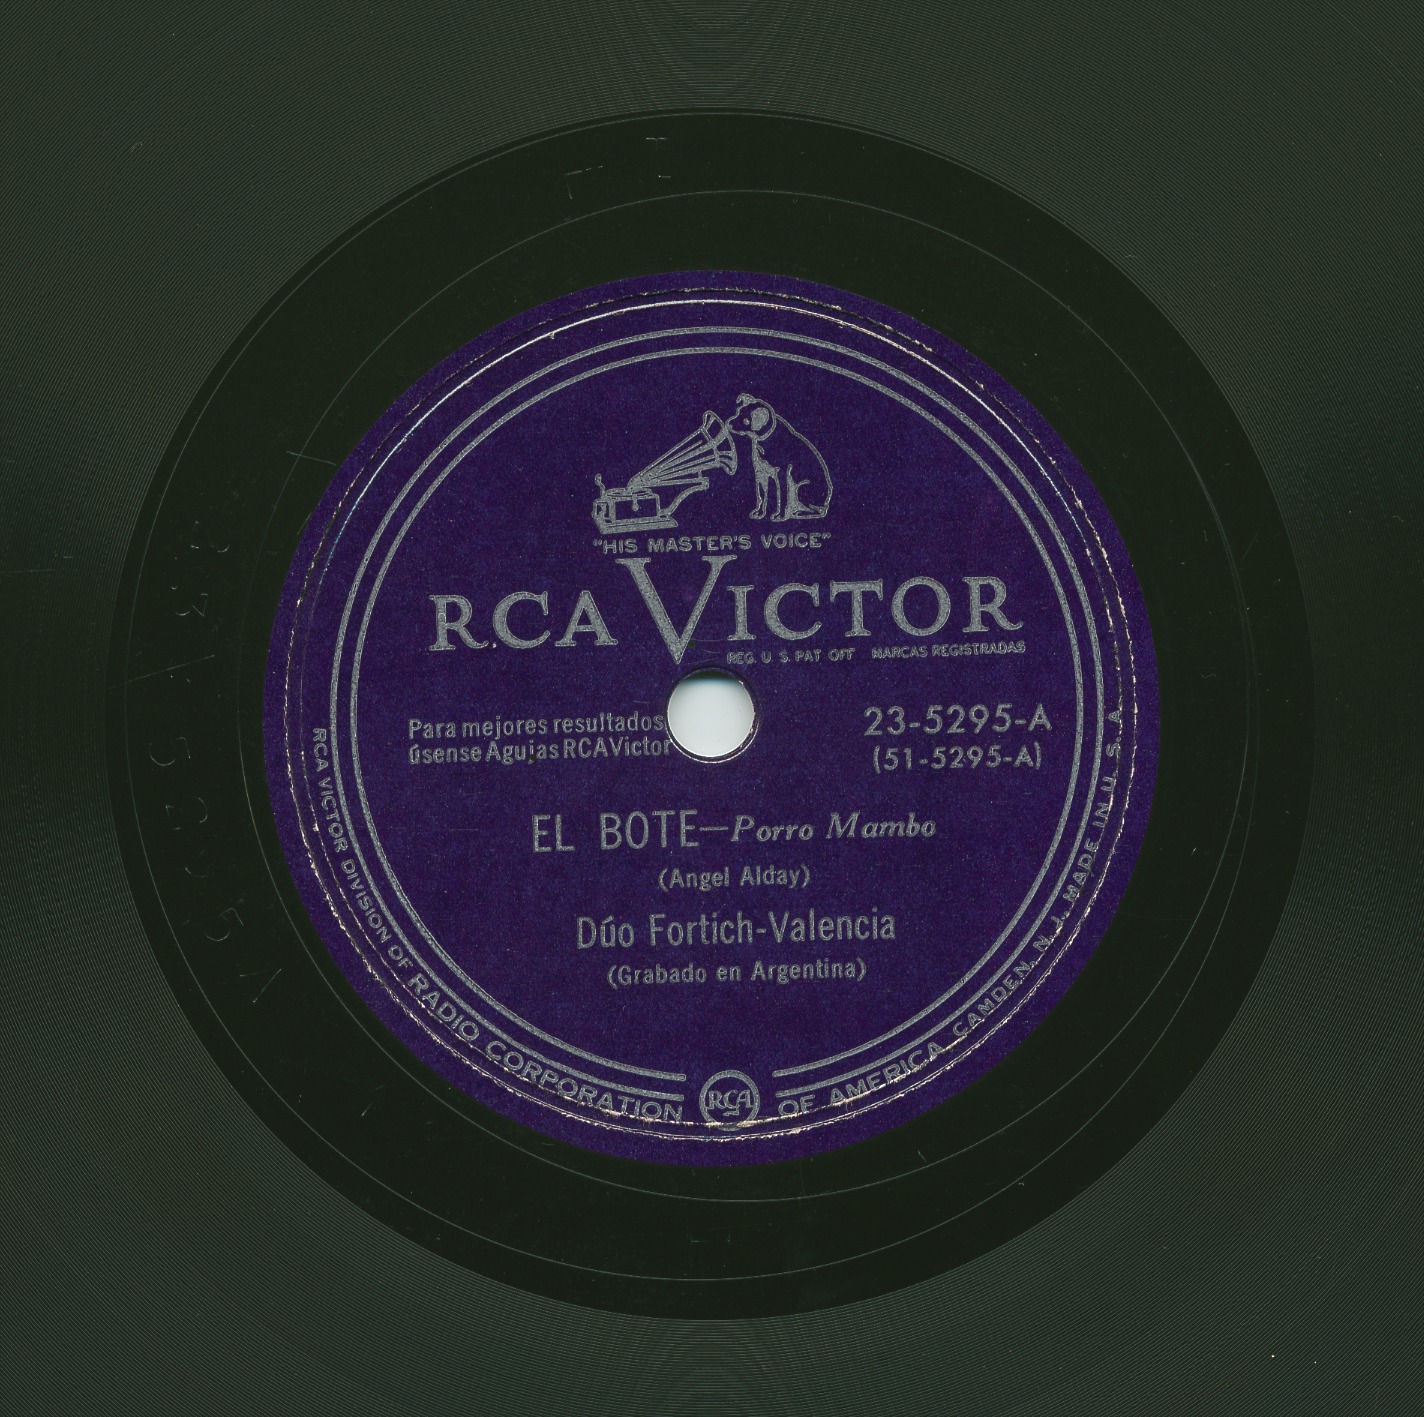 "HIS MASTER'S VOICE"
RCA VICTOR
REG. U. S. PAT. OFF. MARCAS REGISTRADAS
Para mejores resultados
úsense Agujas RCA Victor
23-5295-A
(51-5295-A)
EL BOTE—Porro Mambo
(Angel Alday)
Dúo Fortich-Valencia
(Grabado en Argentina)
RCA VICTOR DIVISION OF RADIO CORPORATION OF AMERICA, CAMDEN, N. J. MADE IN U. S. A.
RCA